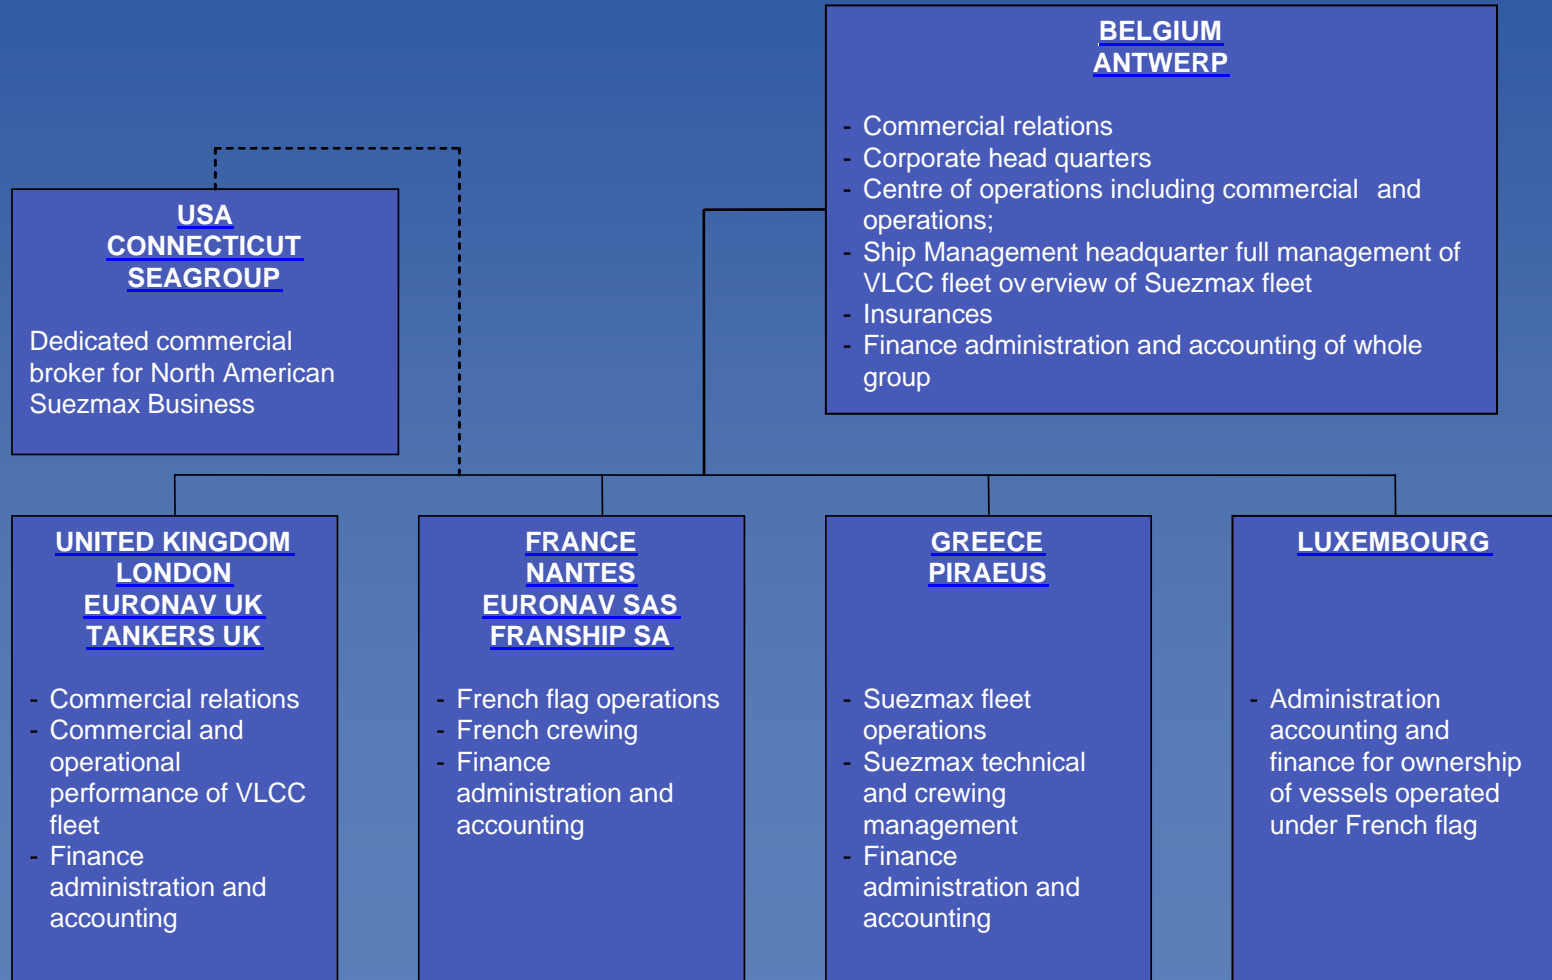 BELGIUM
ANTWERP
- Commercial relations
- Corporate head quarters
- Centre of operations including commercial and
operations;
- Ship Management headquarter full management of
VLCC fleet ov erview of Suezmax fleet
- Insurances
- Finance administration and accounting of whole
group
USA
CONNECTICUT
SEAGROUP
Dedicated commercial
broker for North American
Suezmax Business
UNITED KINGDOM
LONDON
EURONAV UK
TANKERS UK
- Commercial relations
- Commercial and
operational
performance of VLCC
fleet
- Finance
administration and
accounting
FRANCE
NANTES
EURONAV SAS
FRANSHIP SA
- French flag operations
- French crewing
- Finance
administration and
accounting
GREECE
PIRAEUS
- Suezmax fleet
operations
- Suezmax technical
and crewing
management
- Finance
administration and
accounting
LUXEMBOURG
- Administration
accounting and
finance for ownership
of vessels operated
under French flag